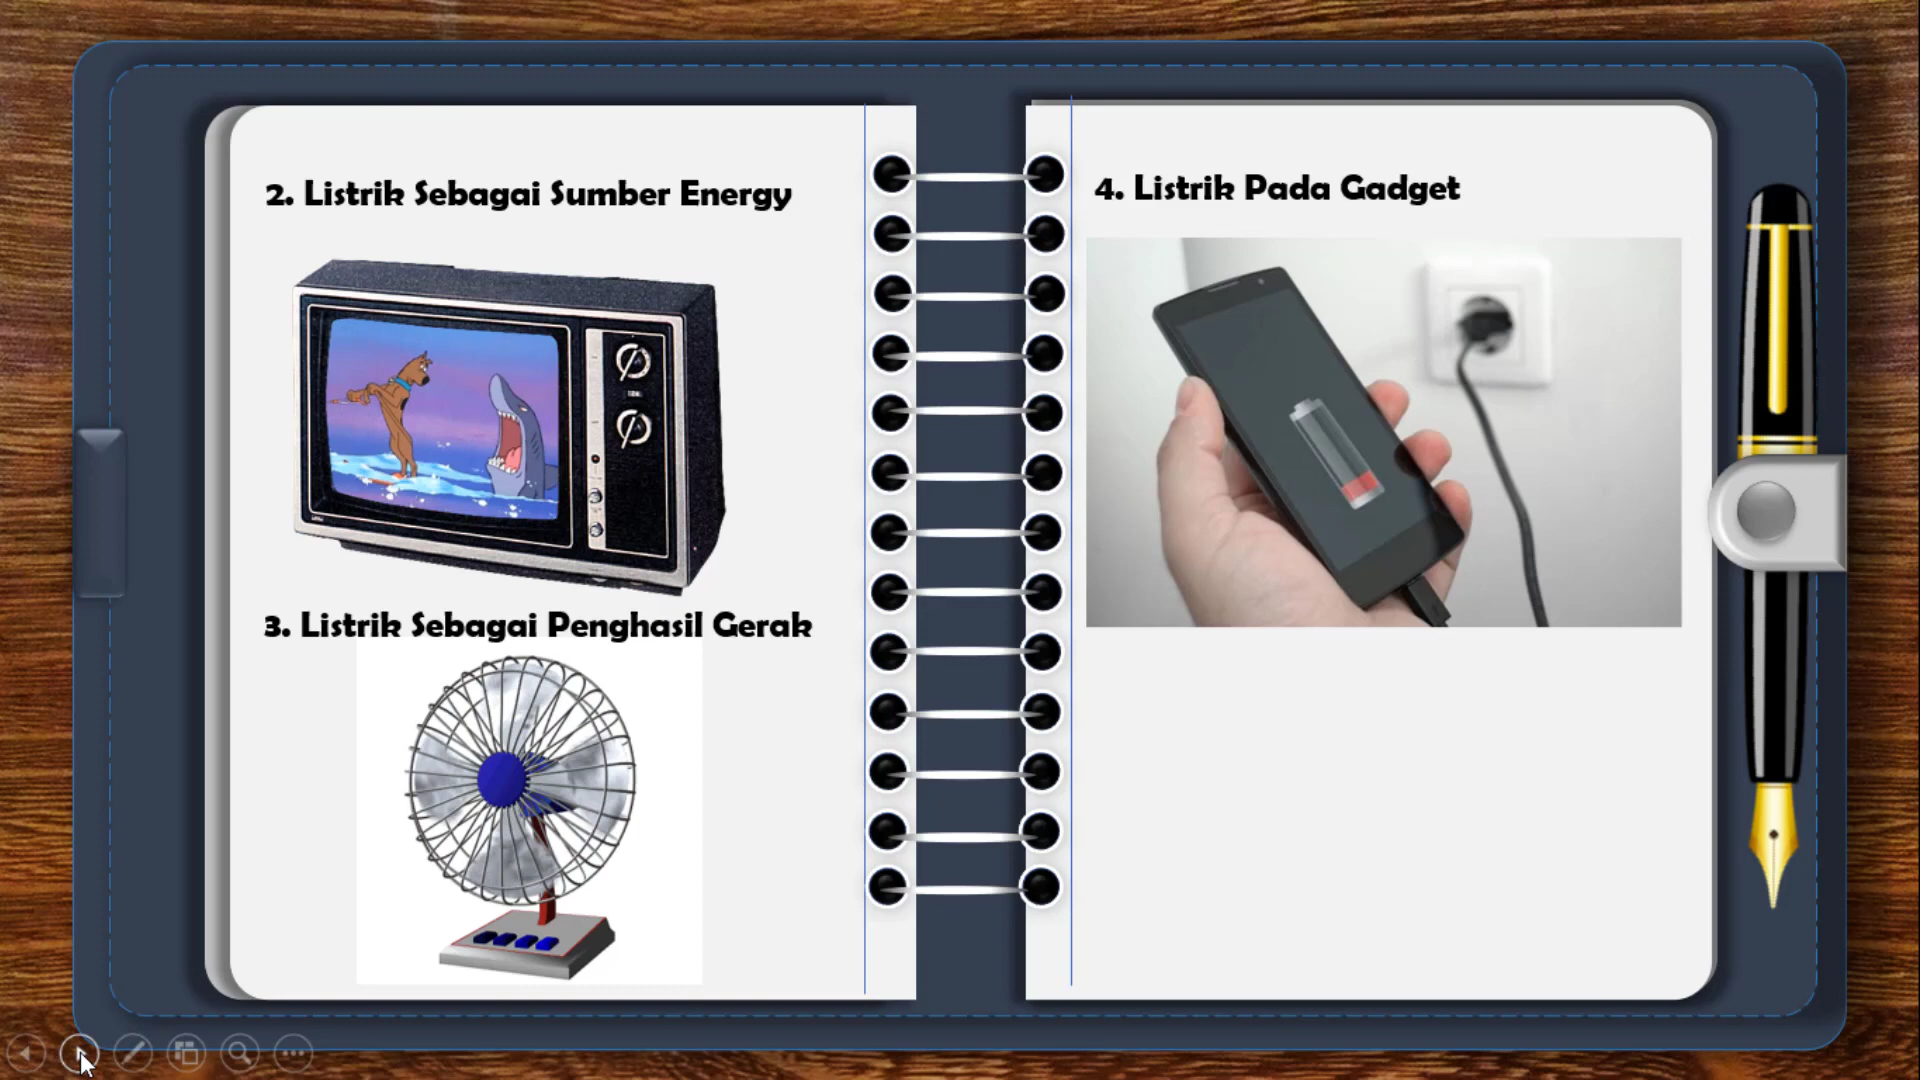 2. Listrik Sebagai Sumber Energy
3. Listrik Sebagai Penghasil Gerak
4. Listrik Pada Gadget